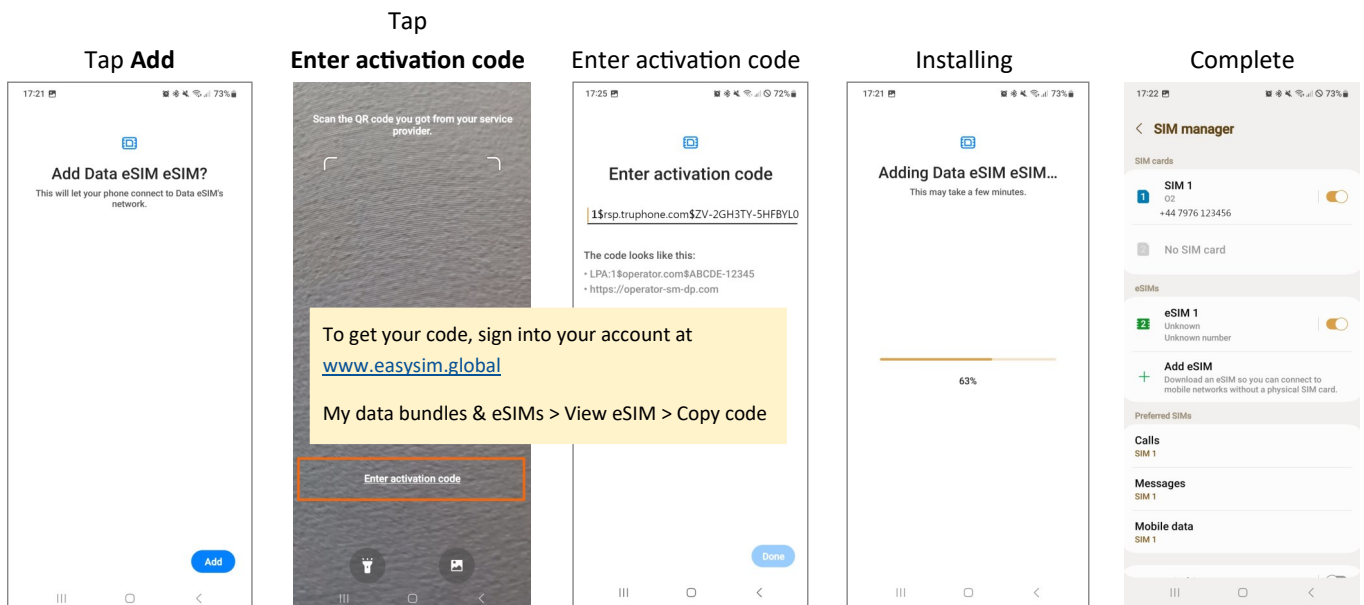 Tap Add
17:21
73%
Add Data eSIM eSIM?
This will let your phone connect to Data eSIM's
network.
Add
Tap
Enter activation code
Scan the QR code you got from your service
provider.
Enter activation code
Enter activation code
17:25
72%
Enter activation code
1$rsp.truphone.com$ZV-2GH3TY-5HFBYL0
The code looks like this:
• LPA:1$operator.com$ABCDE-12345
• https://operator-sm-dp.com
Done
To get your code, sign into your account at
www.easysim.global
My data bundles & eSIMs > View eSIM > Copy code
Installing
17:21
73%
Adding Data eSIM eSIM...
This may take a few minutes.
63%
Complete
17:22
73%
< SIM manager
SIM cards
1
SIM 1
O2
+44 7976 123456
2
No SIM card
eSIMs
2
eSIM 1
Unknown
Unknown number
Add eSIM
Download an eSIM so you can connect to
mobile networks without a physical SIM card.
Preferred SIMs
Calls
SIM 1
Messages
SIM 1
Mobile data
SIM 1